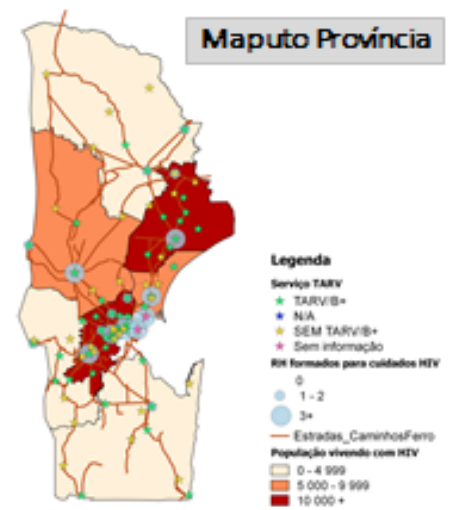 Maputo Província
Legenda
Serviço TARV
TARV/B+
N/A
SEM TARV/B+
Sem informação
RH formados para cuidados HIV
0
1 - 2
3+
Estradas_CaminhosFerro
População vivendo com HIV
0 - 4 999
5 000 - 9 999
10 000 +